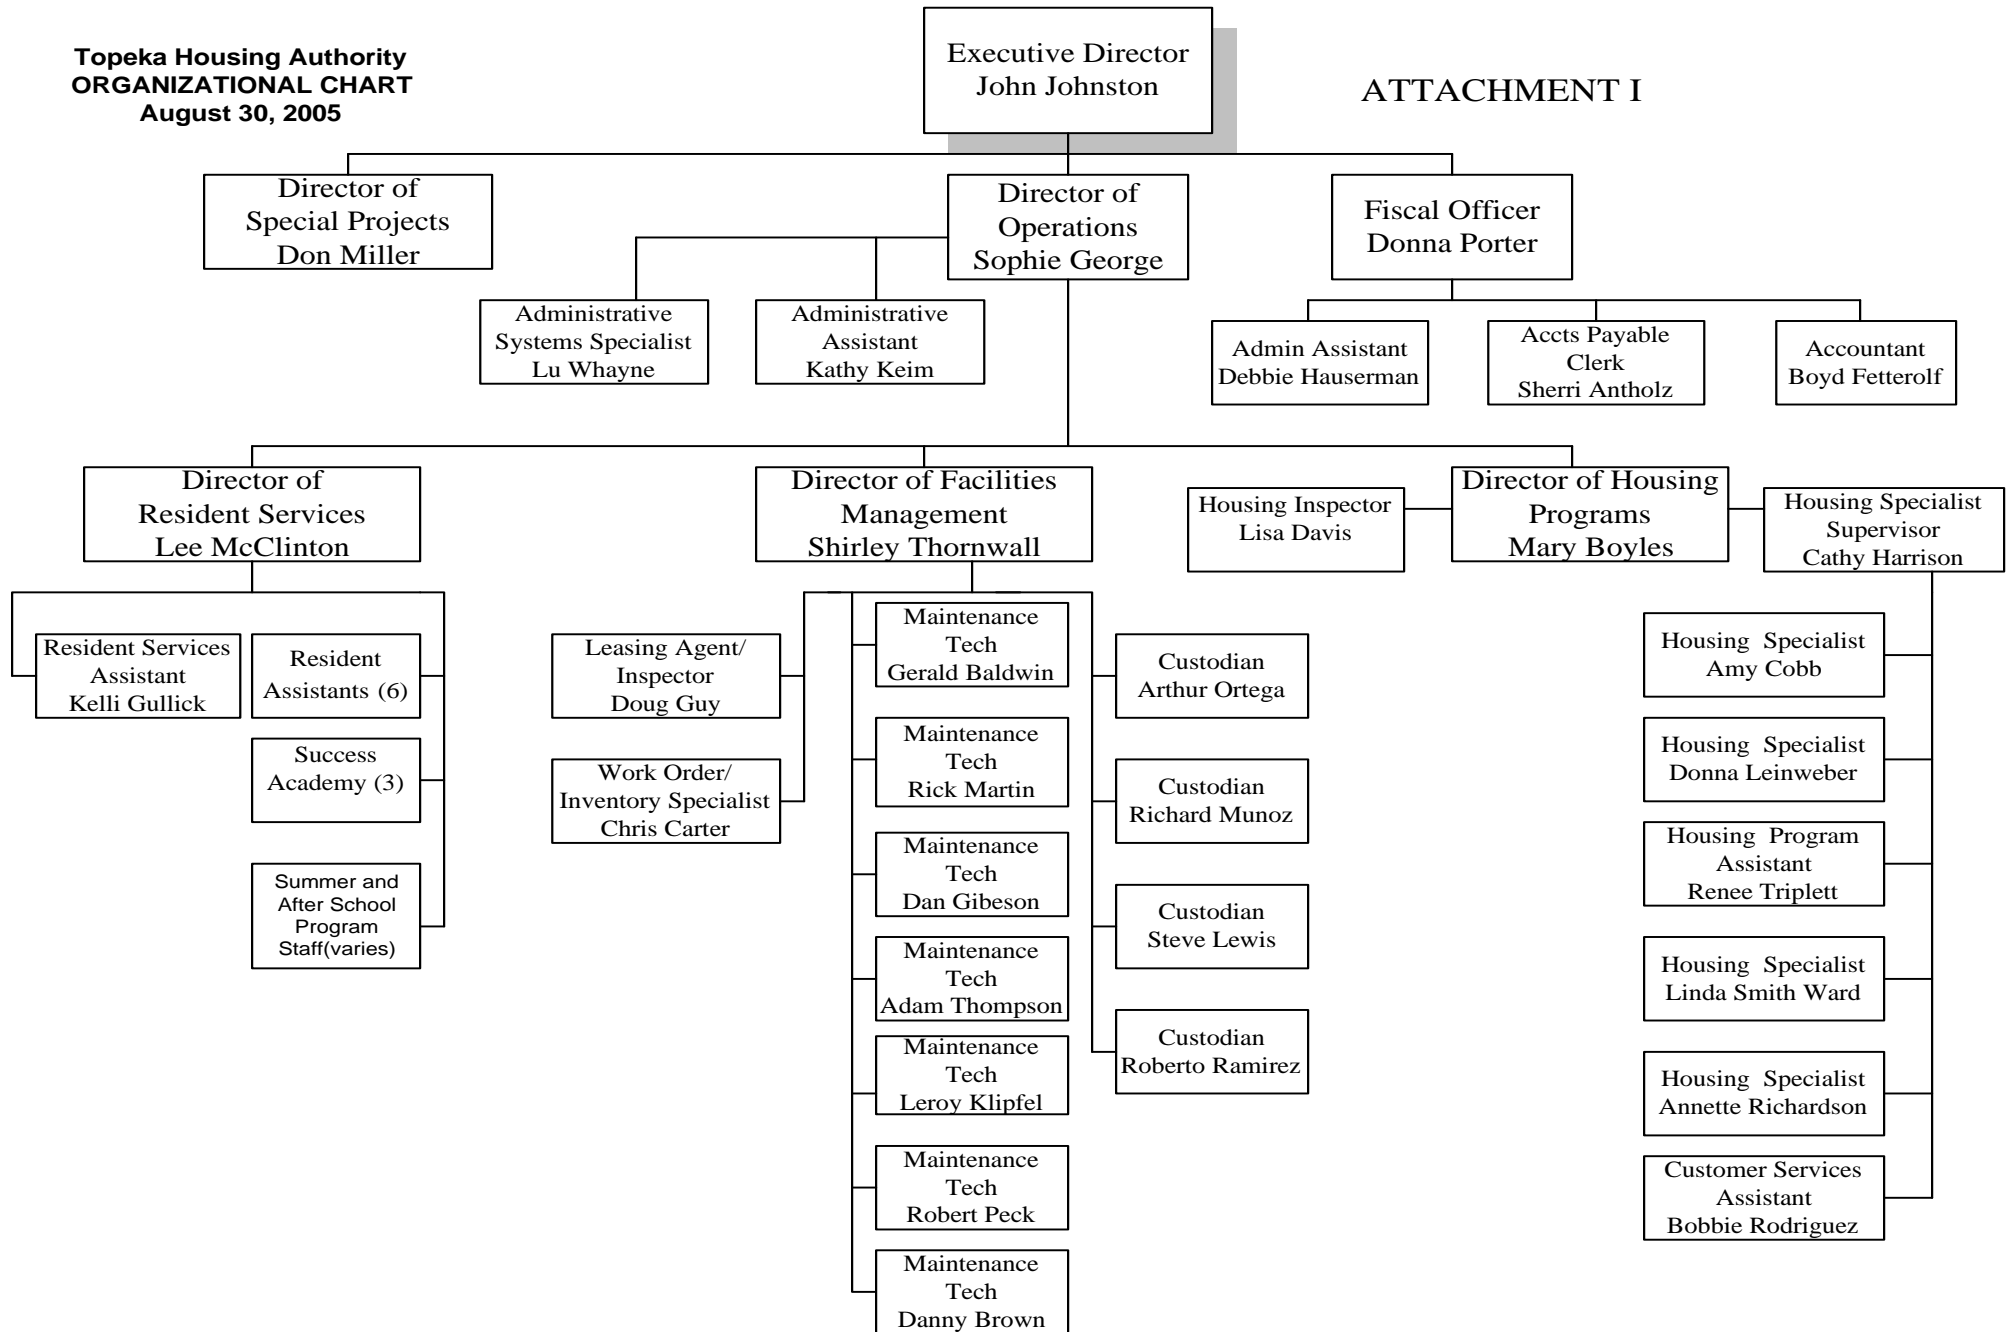 Topeka Housing Authority
ORGANIZATIONAL CHART
August 30, 2005
Executive Director
John Johnston
ATTACHMENT I
Director of
Special Projects
Don Miller
Director of
Operations
Sophie George
Fiscal Officer
Donna Porter
Administrative
Systems Specialist
Lu Whayne
Administrative
Assistant
Kathy Keim
Admin Assistant
Debbie Hauserman
Accts Payable
Clerk
Sherri Antholz
Accountant
Boyd Fetterolf
Director of
Resident Services
Lee McClinton
Director of Facilities
Management
Shirley Thornwall
Housing Inspector
Lisa Davis
Director of Housing
Programs
Mary Boyles
Housing Specialist
Supervisor
Cathy Harrison
Resident Services
Assistant
Kelli Gullick
Resident
Assistants (6)
Success
Academy (3)
Summer and
After School
Program
Staff(varies)
Leasing Agent/
Inspector
Doug Guy
Work Order/
Inventory Specialist
Chris Carter
Maintenance
Tech
Gerald Baldwin
Maintenance
Tech
Rick Martin
Maintenance
Tech
Dan Gibeson
Maintenance
Tech
Adam Thompson
Maintenance
Tech
Leroy Klipfel
Maintenance
Tech
Robert Peck
Maintenance
Tech
Danny Brown
Custodian
Arthur Ortega
Custodian
Richard Munoz
Custodian
Steve Lewis
Custodian
Roberto Ramirez
Housing  Specialist
Amy Cobb
Housing  Specialist
Donna Leinweber
Housing  Program
Assistant
Renee Triplett
Housing  Specialist
Linda Smith Ward
Housing  Specialist
Annette Richardson
Customer Services
Assistant
Bobbie Rodriguez